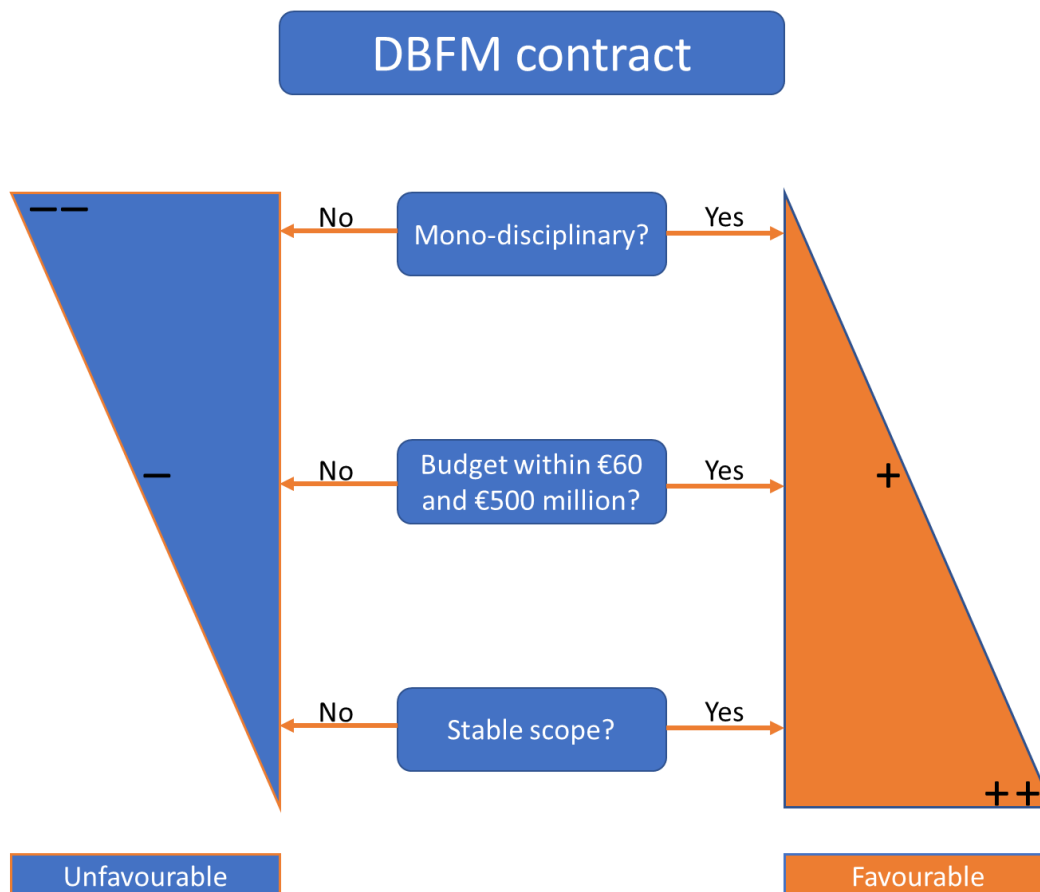 DBFM contract
−−
No
Mono-disciplinary?
Yes
−
No
Budget within €60
and €500 million?
Yes
+
No
Stable scope?
Yes
++
Unfavourable
Favourable